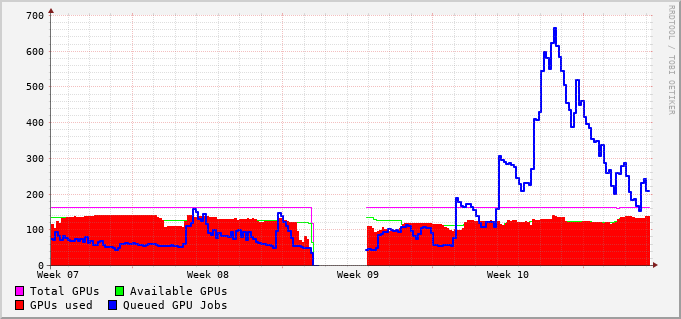 700
600
500
400
300
200
100
0
Week 07 Week 08 Week 09 Week 10
Total GPUs Available GPUs
GPUs used Queued GPU Jobs
RRDTOOL / TOBI OETIKER